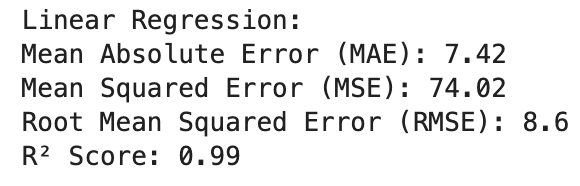 Linear Regression:
Mean Absolute Error (MAE): 7.42
Mean Squared Error (MSE): 74.02
Root Mean Squared Error (RMSE): 8.6
R² Score: 0.99